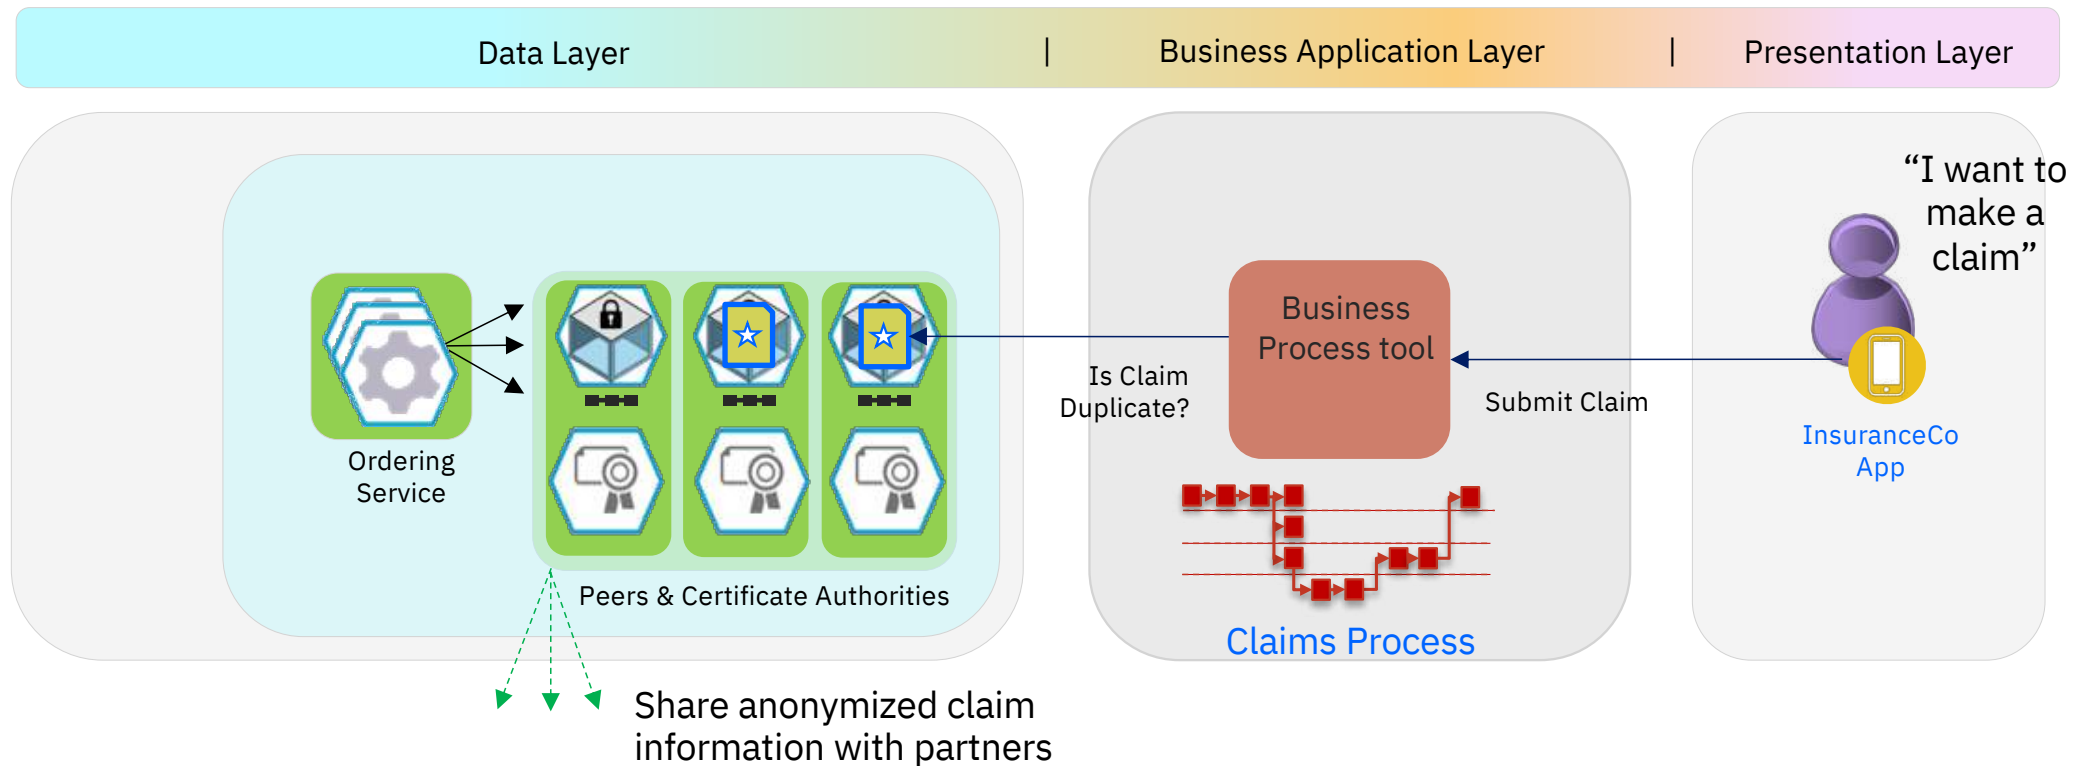 Data Layer | Business Application Layer | Presentation Layer
“I want to
make a
claim”
Business
Process tool
Is Claim
Duplicate?
Submit Claim
InsuranceCo
App
Ordering
Service
Peers & Certificate Authorities
Claims Process
Share anonymized claim
information with partners